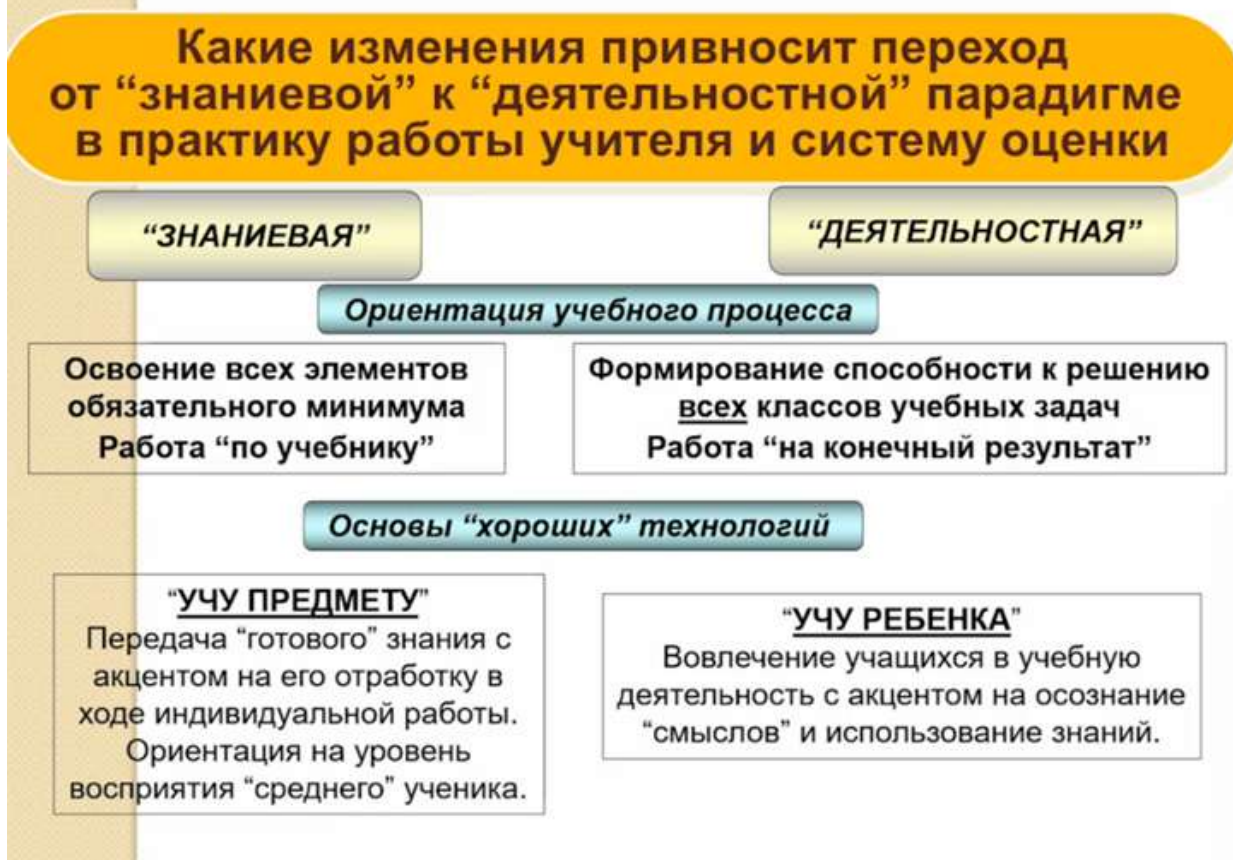 Какие изменения привносит переход
от “знаниевой” к “деятельностной” парадигме
в практику работы учителя и систему оценки
“ЗНАНИЕВАЯ”
“ДЕЯТЕЛЬНОСТНАЯ”
Ориентация учебного процесса
Освоение всех элементов
обязательного минимума
Работа “по учебнику”
Формирование способности к решению
всех классов учебных задач
Работа “на конечный результат”
Основы “хороших” технологий
“УЧУ ПРЕДМЕТУ”
Передача “готового” знания с
акцентом на его отработку в
ходе индивидуальной работы.
Ориентация на уровень
восприятия “среднего” ученика.
“УЧУ РЕБЕНКА”
Вовлечение учащихся в учебную
деятельность с акцентом на осознание
“смыслов” и использование знаний.